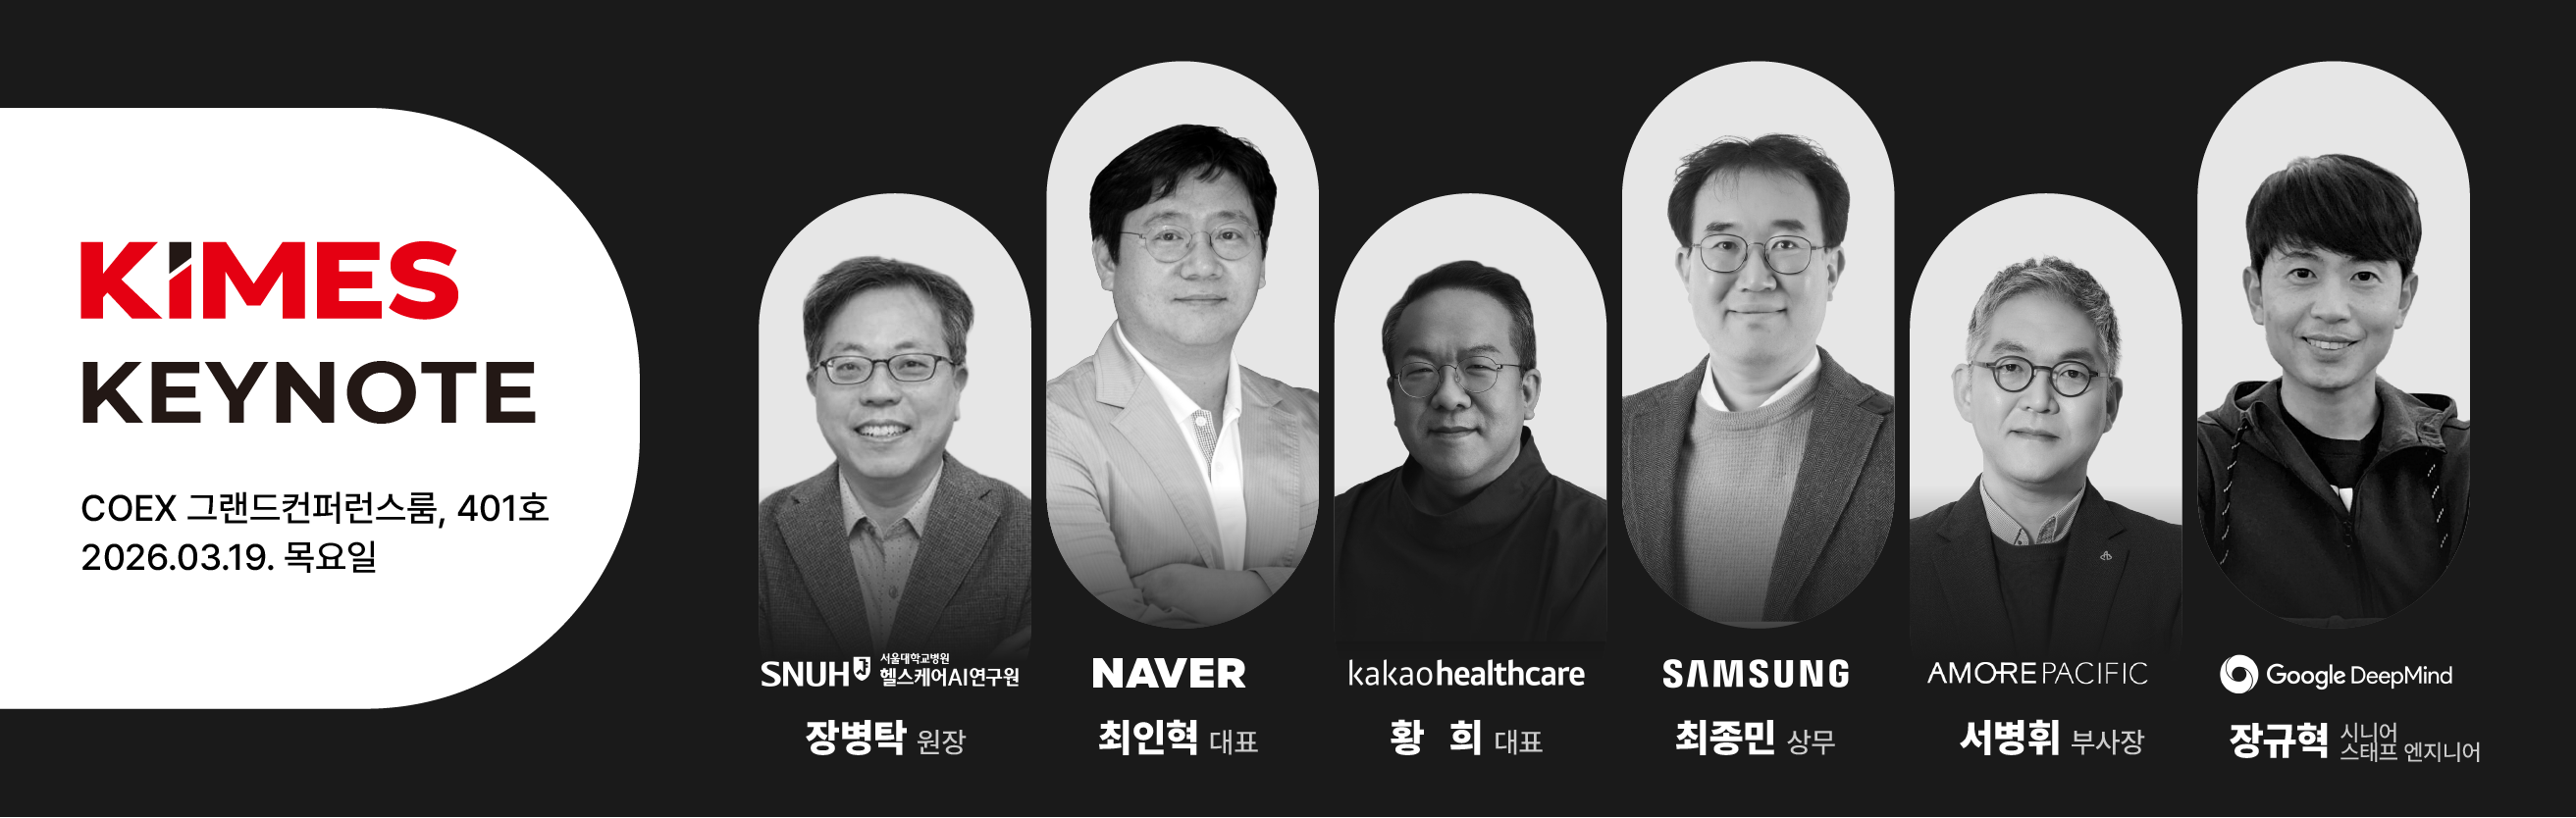 KiMES
KEYNOTE
COEX 그랜드컨퍼런스룸, 401호
2026.03.19. 목요일
SNUH 서울대학교병원
헬스케어AI연구원
장병탁 원장
NAVER
최인혁 대표
kakaohealthcare
황 희 대표
SAMSUNG
최종민 상무
AMOREPACIFIC
서병휘 부사장
Google DeepMind
장규혁 시니어
스태프 엔지니어